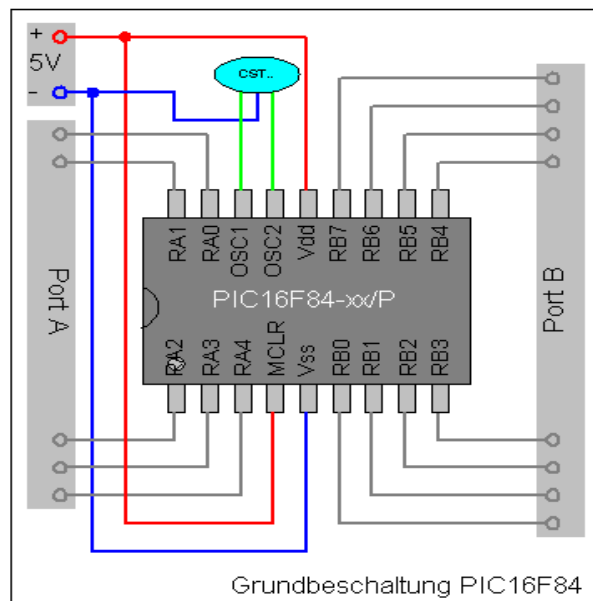 +
5V
-
CST..
RA1 RA0 OSC1 OSC2 Vdd RB7 RB6 RB5 RB4
PIC16F84-xx/P
RA2 RA3 RA4 MCLR Vss RB0 RB1 RB2 RB3
Port A
Port B
Grundbeschaltung PIC16F84